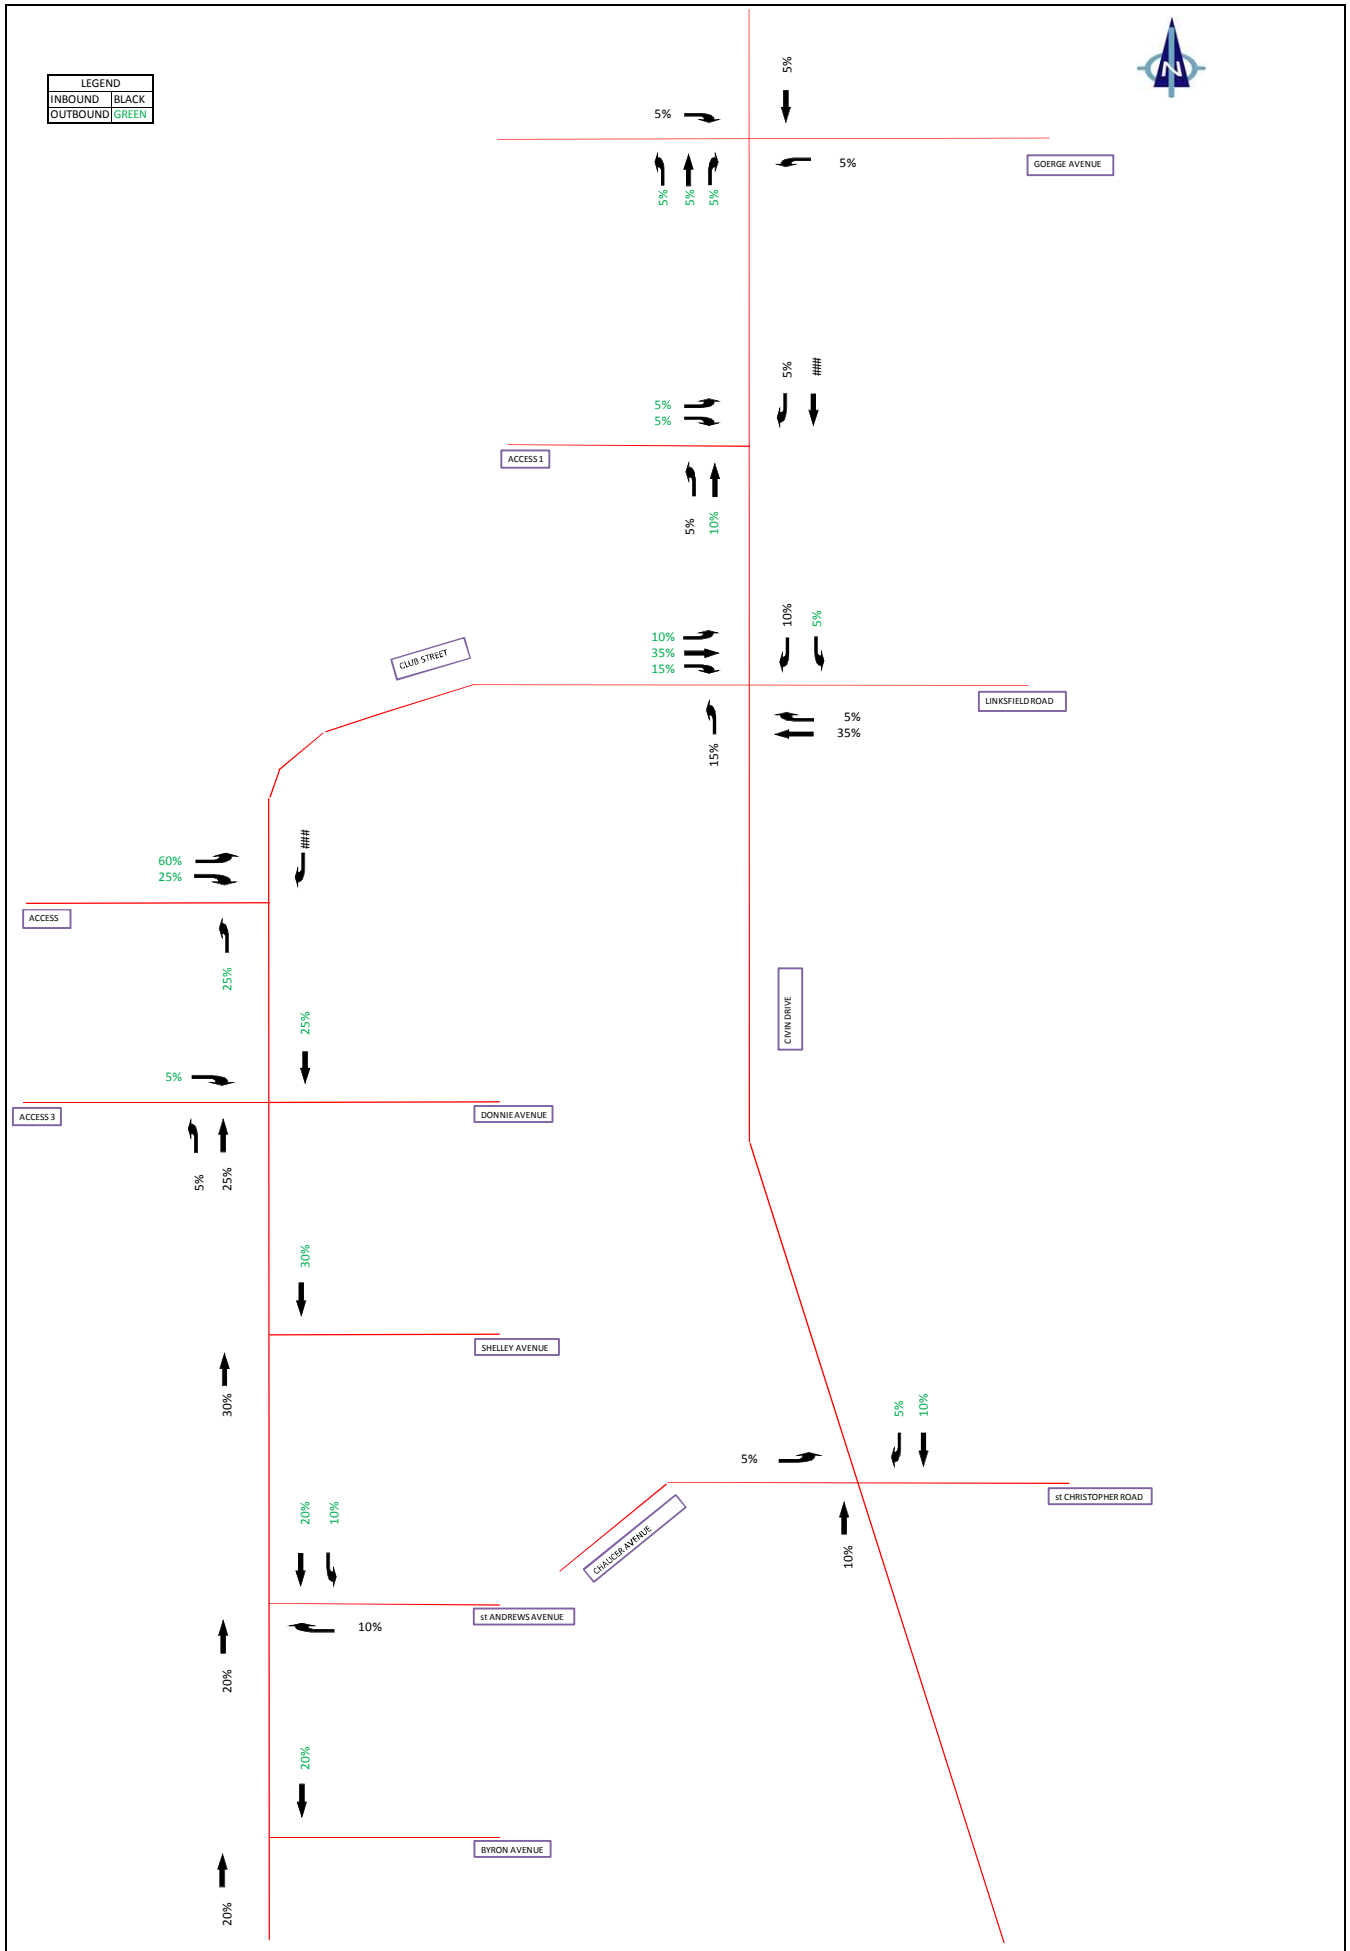 LEGEND
INBOUND BLACK
OUTBOUND GREEN
N
5%
5%
5%
GOERGE AVENUE
5% 5% 5%
5% ####
5%
5%
ACCESS 1
5% 10%
10% 5%
10%
35%
15%
CLUB STREET
LINKSFIELD ROAD
5%
35%
15%
###
60%
25%
ACCESS
25%
CIVIN DRIVE
25%
5%
ACCESS 3
DONNIE AVENUE
5% 25%
30%
SHELLEY AVENUE
30%
5% 10%
5%
st CHRISTOPHER ROAD
20% 10%
CHAUCER AVENUE
10%
st ANDREWS AVENUE
10%
20%
20%
BYRON AVENUE
20%